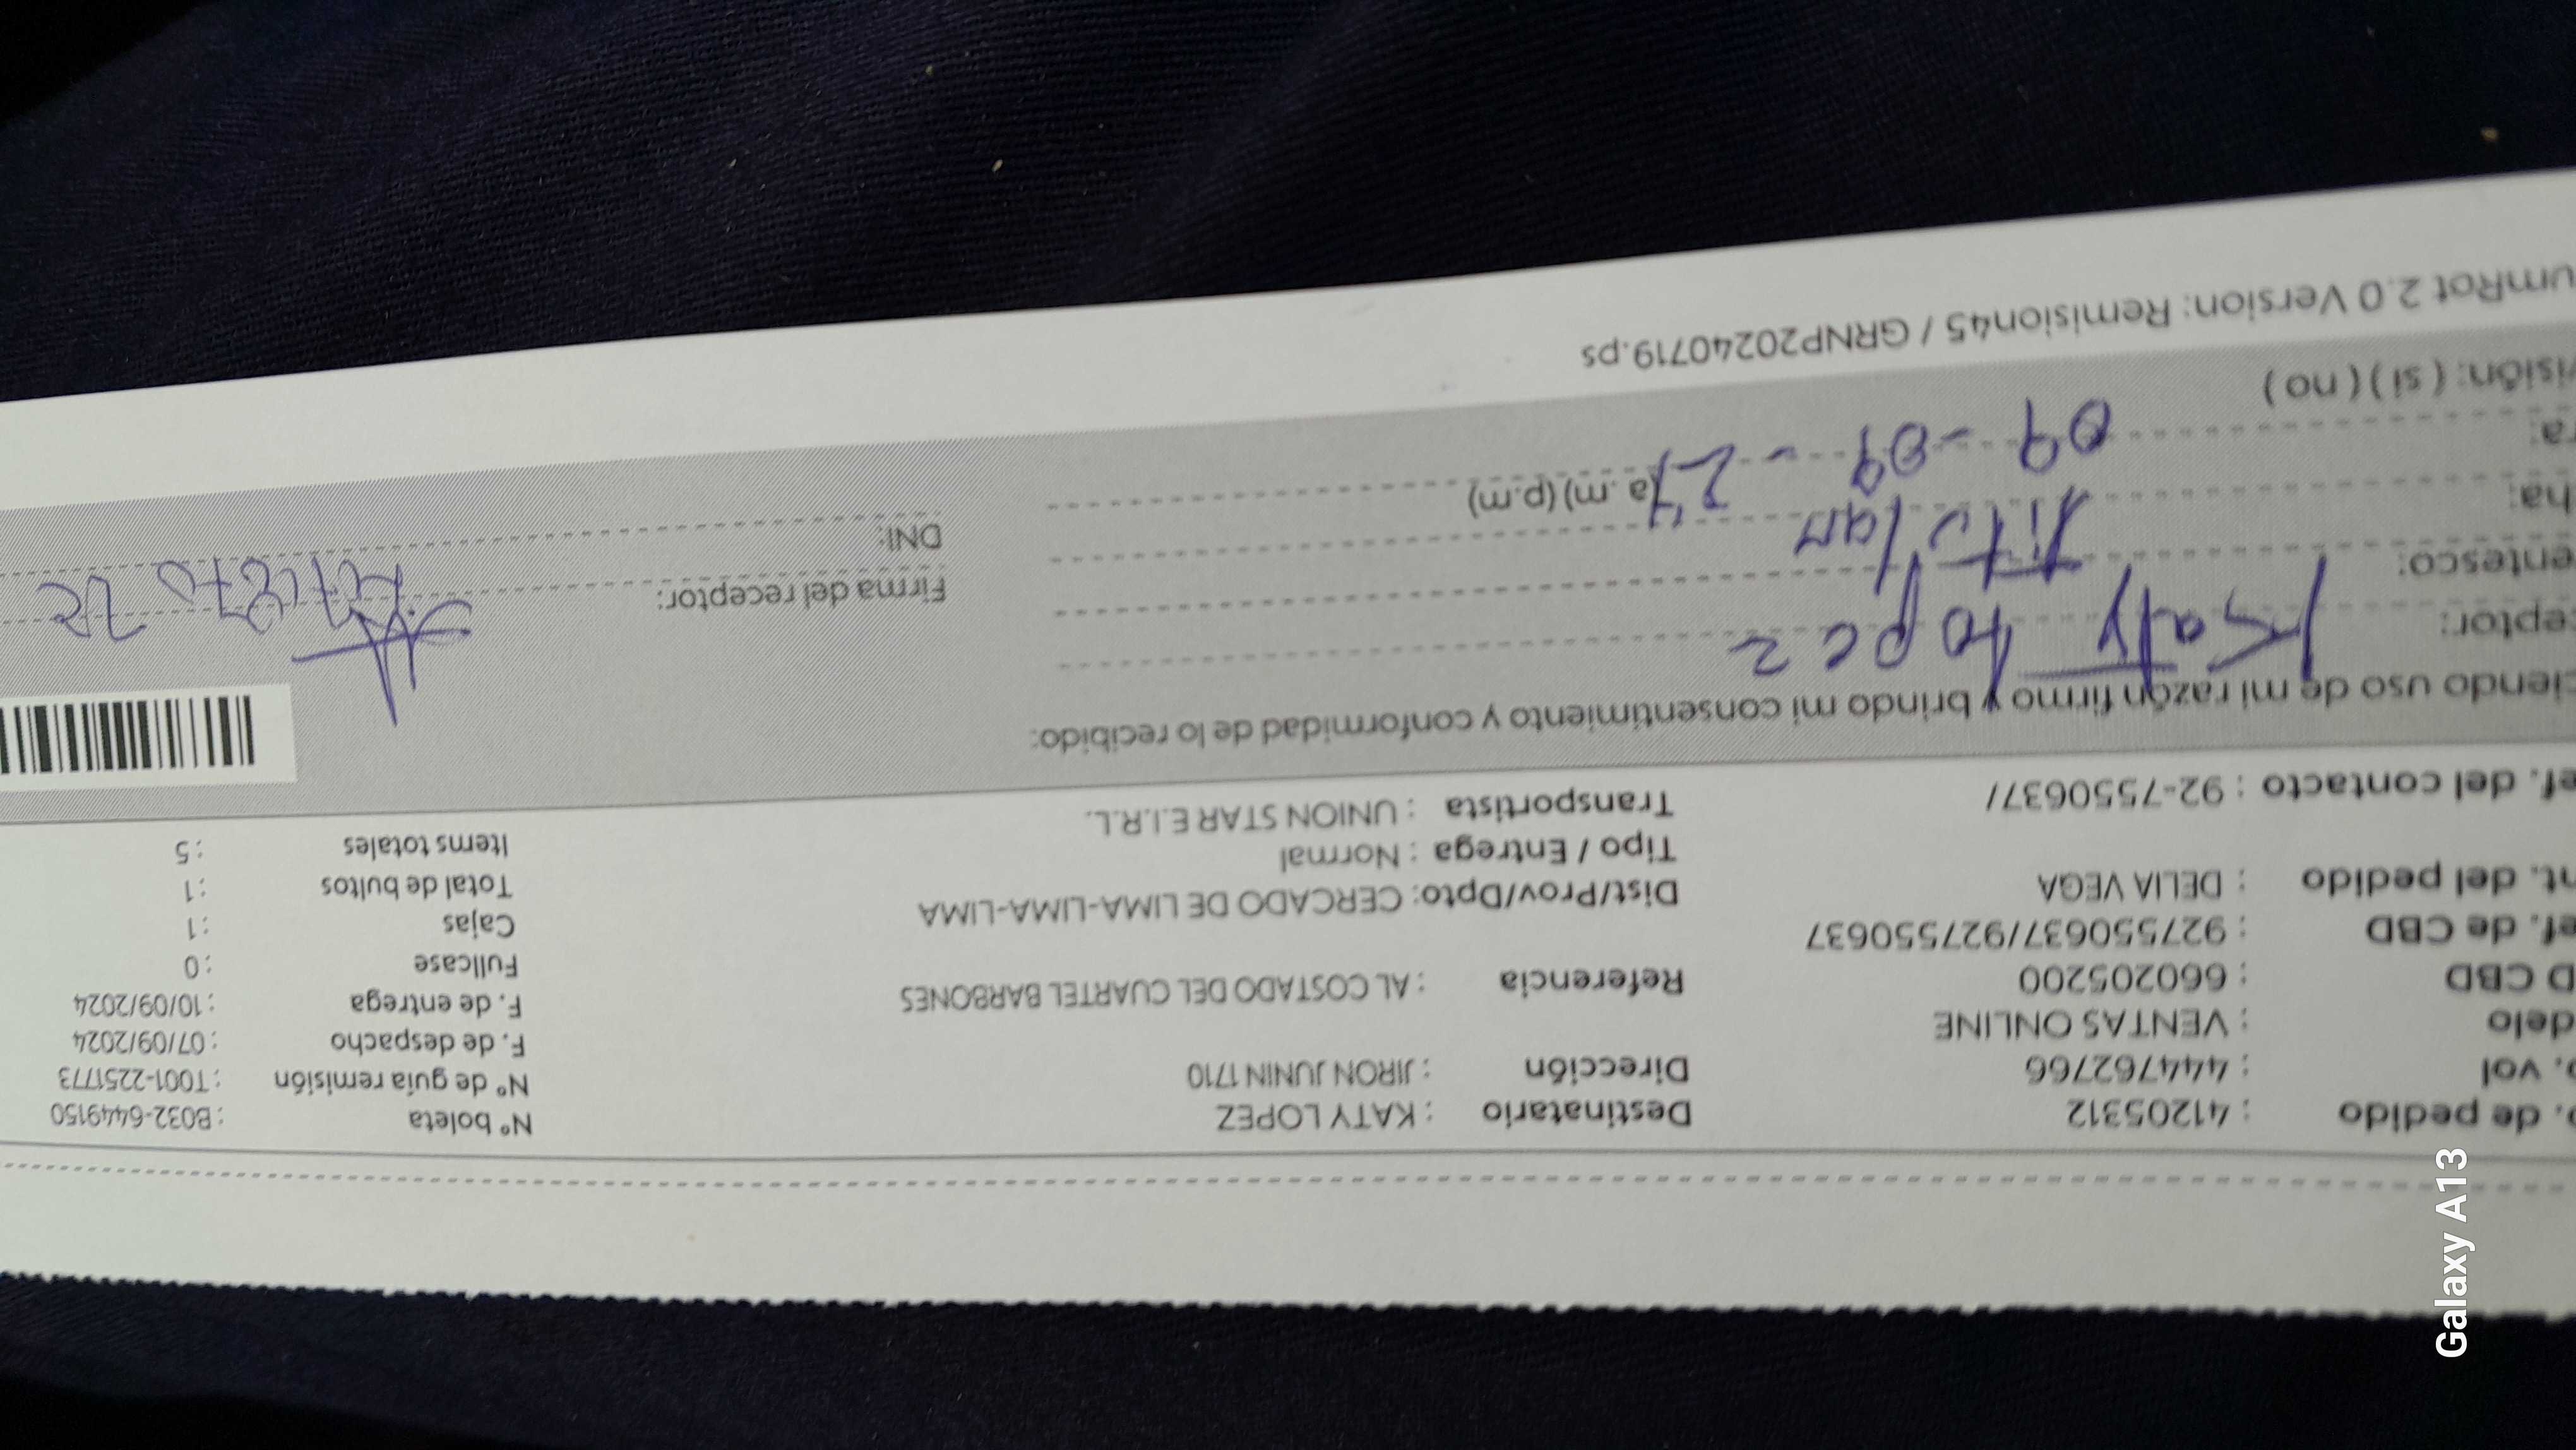 o. de pedido : 41205312 Destinatario : KATY LOPEZ N° boleta : B032-6449150
o. vol : 444762766 Dirección : JIRON JUNIN 1710 N° de guía remisión : T001-2251773
delo : VENTAS ONLINE F. de despacho : 07/09/2024
D CBD : 660205200 Referencia : AL COSTADO DEL CUARTEL BARBONES F. de entrega : 10/09/2024
ef. de CBD : 927550637/927550637 Fullcase : 0
nt. del pedido : DELIA VEGA Dist/Prov/Dpto: CERCADO DE LIMA-LIMA-LIMA Cajas : 1
Tipo / Entrega : Normal Total de bultos : 1
ef. del contacto : 92-7550637/ Transportista : UNION STAR E.I.R.L. Items totales : 5
ciendo uso de mi razón firmo y brindo mi consentimiento y conformidad de lo recibido:
eptor: Katy Lopez Firma del receptor:
entesco: Titular DNI:
ha: 09-09-24
ra: (a.m) (p.m)
visión: ( si ) ( no )
umRot 2.0 Version: Remision45 / GRNP20240719.ps
Galaxy A13